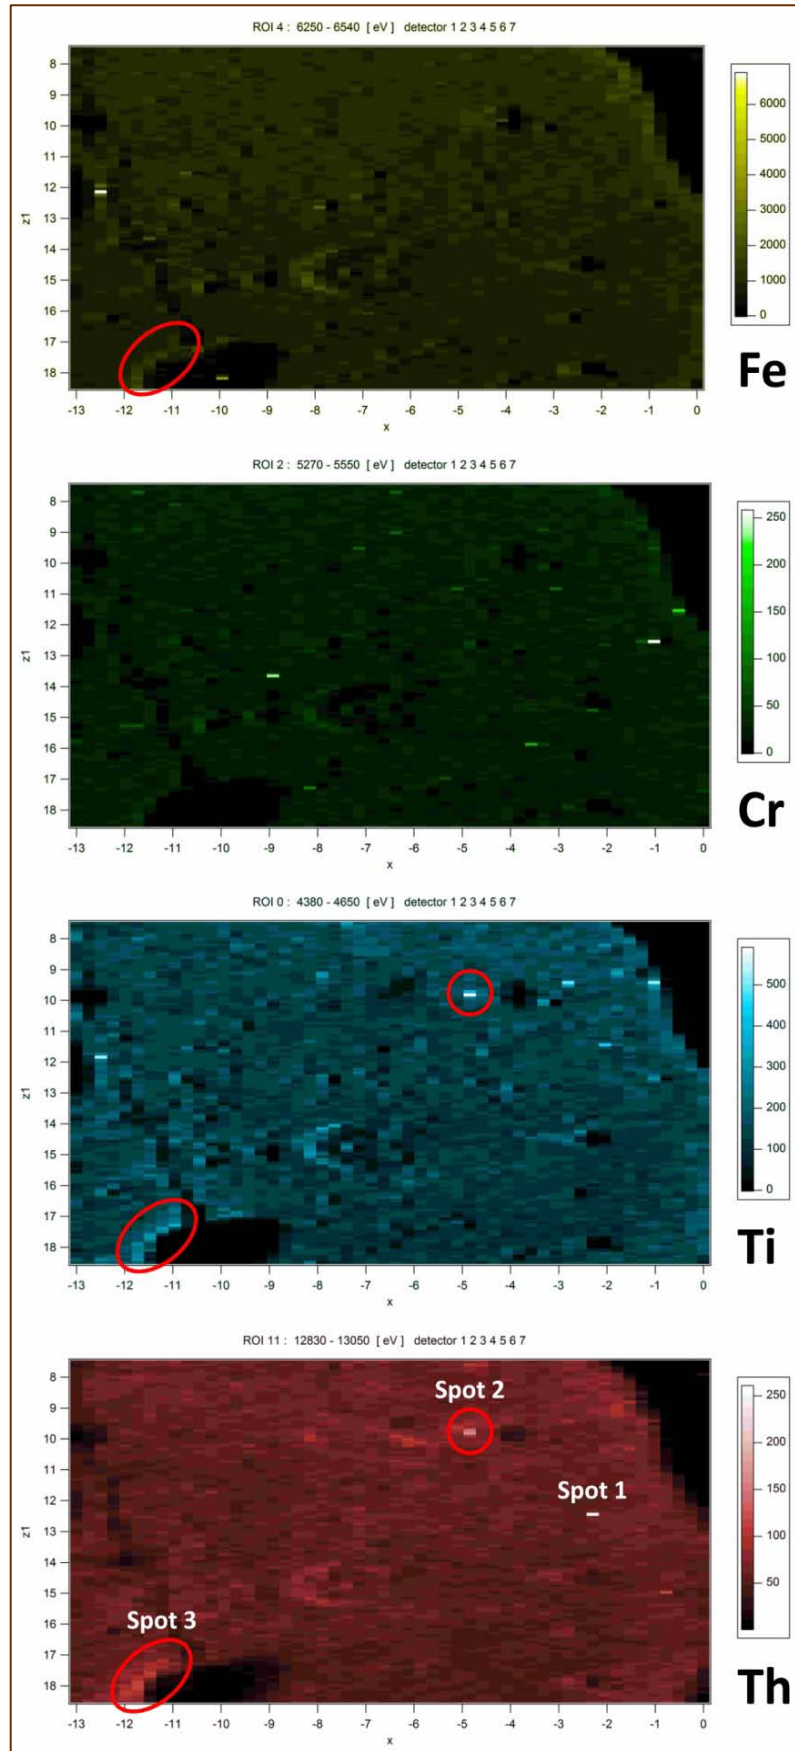 ROI 4 : 6250 - 6540 [ eV ] detector 1 2 3 4 5 6 7
8
9
10
11
12
13
14
15
16
17
18
z1
-13 -12 -11 -10 -9 -8 -7 -6 -5 -4 -3 -2 -1 0
x
6000
5000
4000
3000
2000
1000
0
Fe
ROI 2 : 5270 - 5550 [ eV ] detector 1 2 3 4 5 6 7
8
9
10
11
12
13
14
15
16
17
18
z1
-13 -12 -11 -10 -9 -8 -7 -6 -5 -4 -3 -2 -1 0
x
250
200
150
100
50
0
Cr
ROI 0 : 4380 - 4650 [ eV ] detector 1 2 3 4 5 6 7
8
9
10
11
12
13
14
15
16
17
18
z1
-13 -12 -11 -10 -9 -8 -7 -6 -5 -4 -3 -2 -1 0
x
500
400
300
200
100
0
Ti
ROI 11 : 12830 - 13050 [ eV ] detector 1 2 3 4 5 6 7
8
9
10
11
12
13
14
15
16
17
18
z1
Spot 2
Spot 1
Spot 3
-13 -12 -11 -10 -9 -8 -7 -6 -5 -4 -3 -2 -1 0
x
250
200
150
100
50
Th